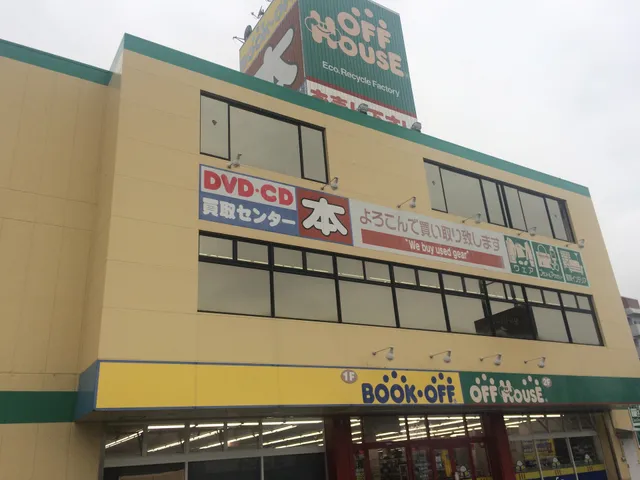 OFF
HOUSE
Eco.Recycle Factory
DVD・CD
買取センター
本
よろこんで買い取り致します
"We buy used gear"
ウェア
1F
BOOK・OFF
OFF HOUSE
2F